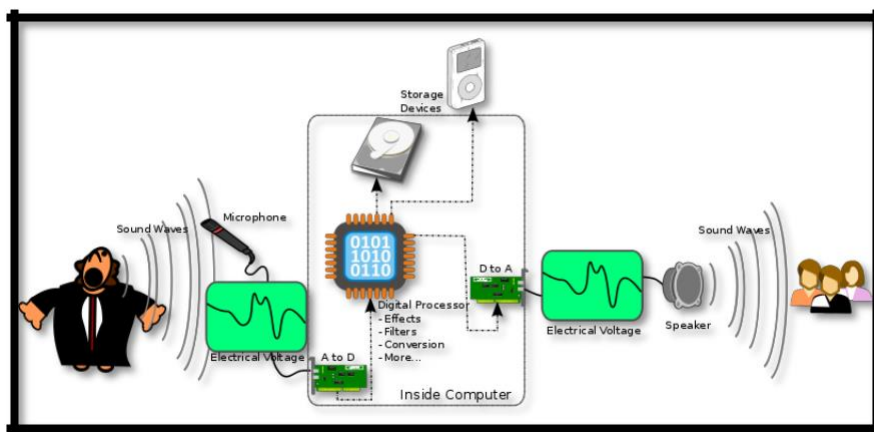 Storage
Devices
Sound Waves
Microphone
0101
1010
0110
Electrical Voltage
A to D
Digital Processor
- Effects
- Filters
- Conversion
- More...
Inside Computer
D to A
Electrical Voltage
Speaker
Sound Waves